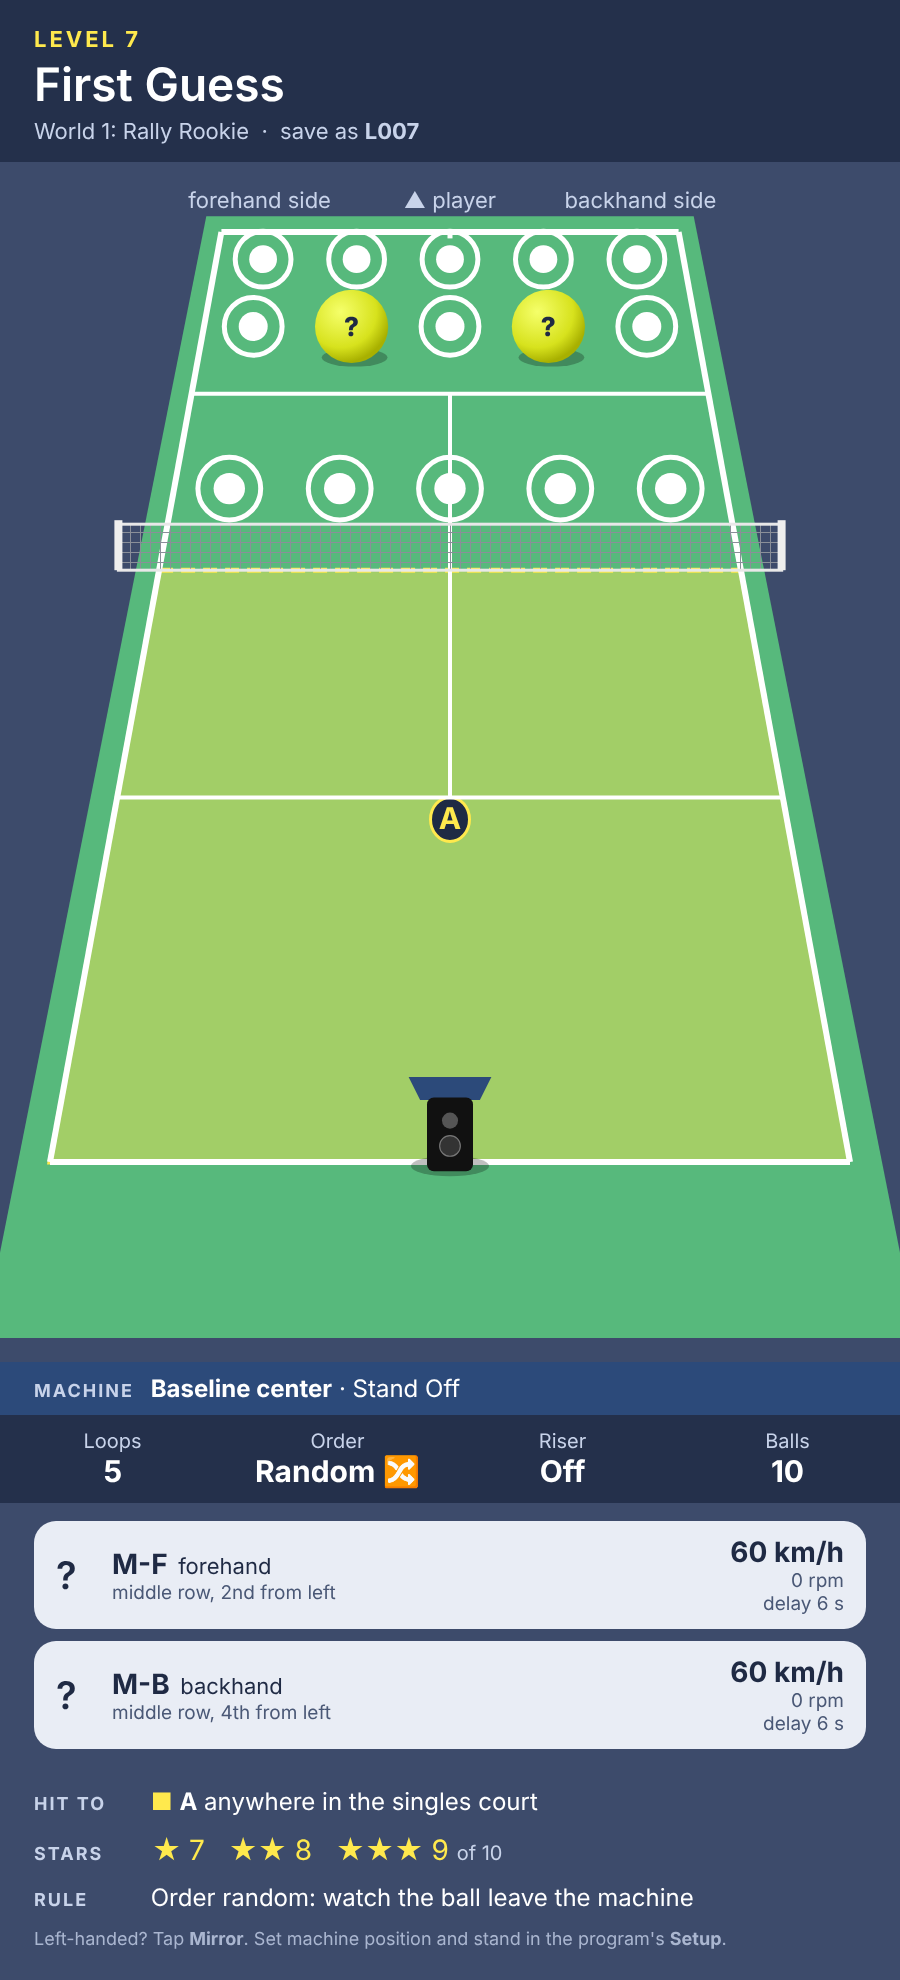 LEVEL 7
First Guess
World 1: Rally Rookie · save as L007
forehand side ▲ player backhand side
? ?
A
MACHINE Baseline center · Stand Off
Loops Order Riser Balls
5 Random 🔀 Off 10
? M-F forehand 60 km/h
middle row, 2nd from left 0 rpm
delay 6 s
? M-B backhand 60 km/h
middle row, 4th from left 0 rpm
delay 6 s
HIT TO A anywhere in the singles court
STARS ★ 7 ★★ 8 ★★★ 9 of 10
RULE Order random: watch the ball leave the machine
Left-handed? Tap Mirror. Set machine position and stand in the program's Setup.